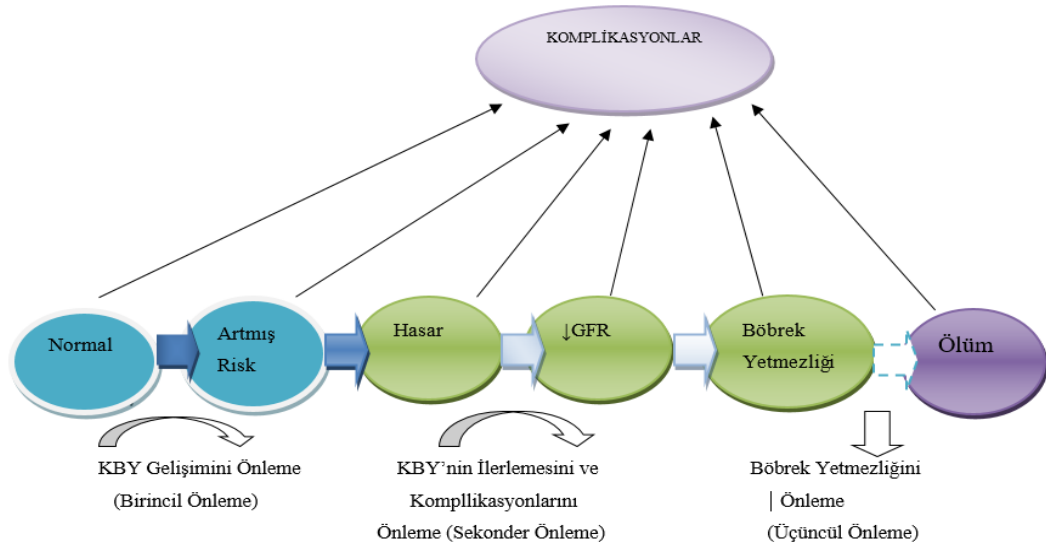 KOMPLİKASYONLAR
Normal
Artmış
Risk
Hasar
↓GFR
Böbrek
Yetmezliği
Ölüm
KBY Gelişimini Önleme
(Birincil Önleme)
KBY’nin İlerlemesini ve
Kompllikasyonlarını
Önleme (Sekonder Önleme)
Böbrek Yetmezliğini
| Önleme
(Üçüncül Önleme)